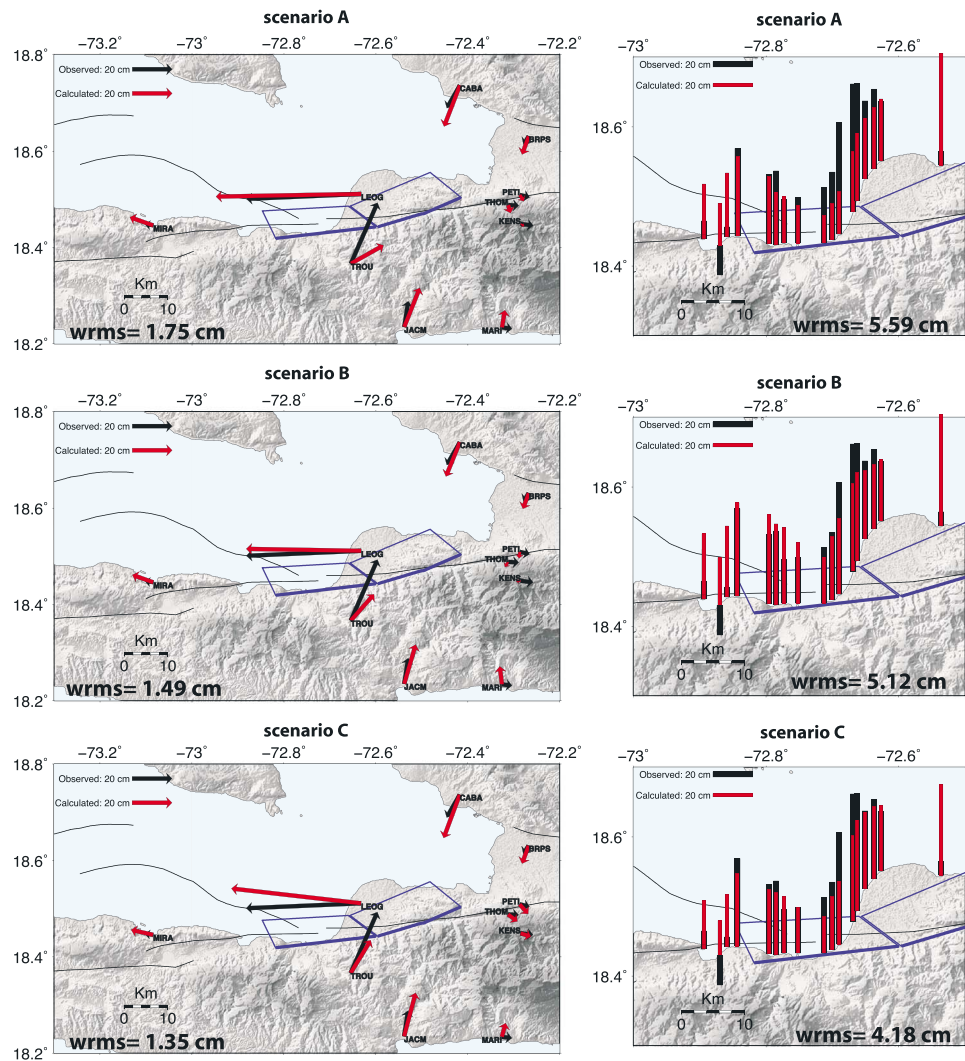 scenario A
−73.2° −73° −72.8° −72.6° −72.4° −72.2°
18.8°
18.6°
18.4°
18.2°
Observed: 20 cm
Calculated: 20 cm
CABA
BRPS
PETI
THOM
KENS
LEOG
MIRA
TROU
JACM
MARI
Km
0 10
wrms= 1.75 cm
scenario A
−73° −72.8° −72.6°
18.6°
18.4°
Observed: 20 cm
Calculated: 20 cm
Km
0 10
wrms= 5.59 cm
scenario B
−73.2° −73° −72.8° −72.6° −72.4° −72.2°
18.8°
18.6°
18.4°
18.2°
Observed: 20 cm
Calculated: 20 cm
CABA
BRPS
PETI
THOM
KENS
LEOG
MIRA
TROU
JACM
MARI
Km
0 10
wrms= 1.49 cm
scenario B
−73° −72.8° −72.6°
18.6°
18.4°
Observed: 20 cm
Calculated: 20 cm
Km
0 10
wrms= 5.12 cm
scenario C
−73.2° −73° −72.8° −72.6° −72.4° −72.2°
18.8°
18.6°
18.4°
18.2°
Observed: 20 cm
Calculated: 20 cm
CABA
BRPS
PETI
THOM
KENS
LEOG
MIRA
TROU
JACM
MARI
Km
0 10
wrms= 1.35 cm
scenario C
−73° −72.8° −72.6°
18.6°
18.4°
Observed: 20 cm
Calculated: 20 cm
Km
0 10
wrms= 4.18 cm